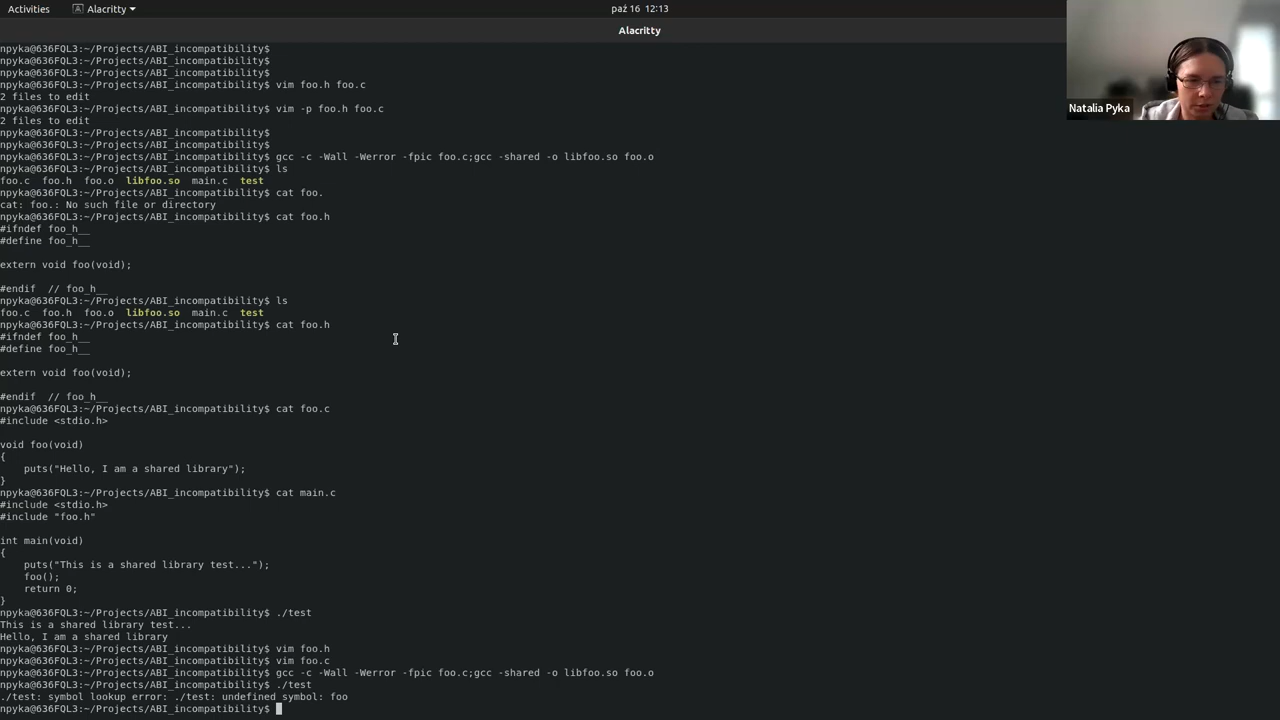 Activities
Alacritty
paź 16 12:13
Alacritty
npyka@636FQL3:~/Projects/ABI_incompatibility$
npyka@636FQL3:~/Projects/ABI_incompatibility$
npyka@636FQL3:~/Projects/ABI_incompatibility$
npyka@636FQL3:~/Projects/ABI_incompatibility$ vim foo.h foo.c
2 files to edit
npyka@636FQL3:~/Projects/ABI_incompatibility$ vim -p foo.h foo.c
2 files to edit
npyka@636FQL3:~/Projects/ABI_incompatibility$
npyka@636FQL3:~/Projects/ABI_incompatibility$
npyka@636FQL3:~/Projects/ABI_incompatibility$ gcc -c -Wall -Werror -fpic foo.c;gcc -shared -o libfoo.so foo.o
npyka@636FQL3:~/Projects/ABI_incompatibility$ ls
foo.c foo.h foo.o libfoo.so main.c test
npyka@636FQL3:~/Projects/ABI_incompatibility$ cat foo.
cat: foo.: No such file or directory
npyka@636FQL3:~/Projects/ABI_incompatibility$ cat foo.h
#ifndef foo_h__
#define foo_h__
extern void foo(void);
#endif // foo_h__
npyka@636FQL3:~/Projects/ABI_incompatibility$ ls
foo.c foo.h foo.o libfoo.so main.c test
npyka@636FQL3:~/Projects/ABI_incompatibility$ cat foo.h
#ifndef foo_h__
#define foo_h__
extern void foo(void);
#endif // foo_h__
npyka@636FQL3:~/Projects/ABI_incompatibility$ cat foo.c
#include <stdio.h>
void foo(void)
{
puts("Hello, I am a shared library");
}
npyka@636FQL3:~/Projects/ABI_incompatibility$ cat main.c
#include <stdio.h>
#include "foo.h"
int main(void)
{
puts("This is a shared library test...");
foo();
return 0;
}
npyka@636FQL3:~/Projects/ABI_incompatibility$ ./test
This is a shared library test...
Hello, I am a shared library
npyka@636FQL3:~/Projects/ABI_incompatibility$ vim foo.h
npyka@636FQL3:~/Projects/ABI_incompatibility$ vim foo.c
npyka@636FQL3:~/Projects/ABI_incompatibility$ gcc -c -Wall -Werror -fpic foo.c;gcc -shared -o libfoo.so foo.o
npyka@636FQL3:~/Projects/ABI_incompatibility$ ./test
./test: symbol lookup error: ./test: undefined symbol: foo
npyka@636FQL3:~/Projects/ABI_incompatibility$
Natalia Pyka